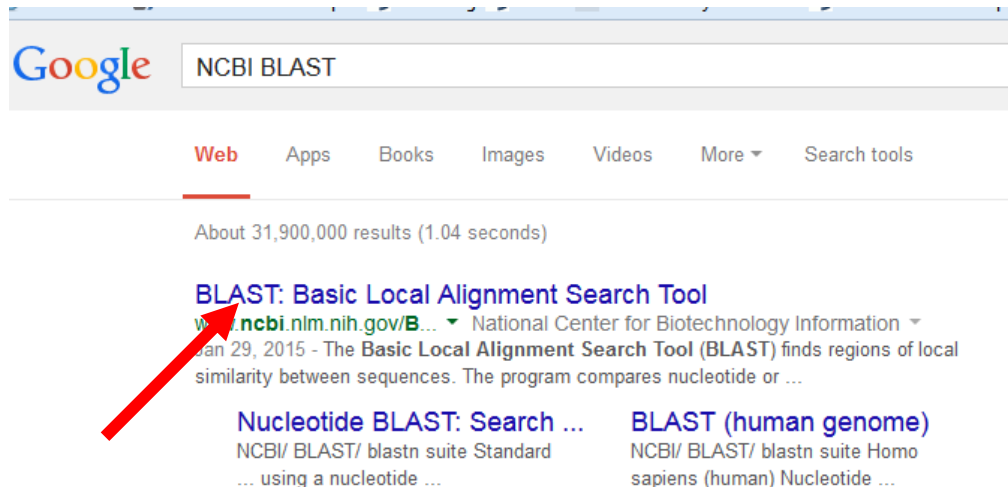 Google NCBI BLAST
Web Apps Books Images Videos More Search tools
About 31,900,000 results (1.04 seconds)
BLAST: Basic Local Alignment Search Tool
.ncbi.nlm.nih.gov/B... National Center for Biotechnology Information
Jan 29, 2015 - The Basic Local Alignment Search Tool (BLAST) finds regions of local
similarity between sequences. The program compares nucleotide or ...
Nucleotide BLAST: Search ... BLAST (human genome)
NCBI/ BLAST/ blastn suite Standard NCBI/ BLAST/ blastn suite Homo
... using a nucleotide ... sapiens (human) Nucleotide ...